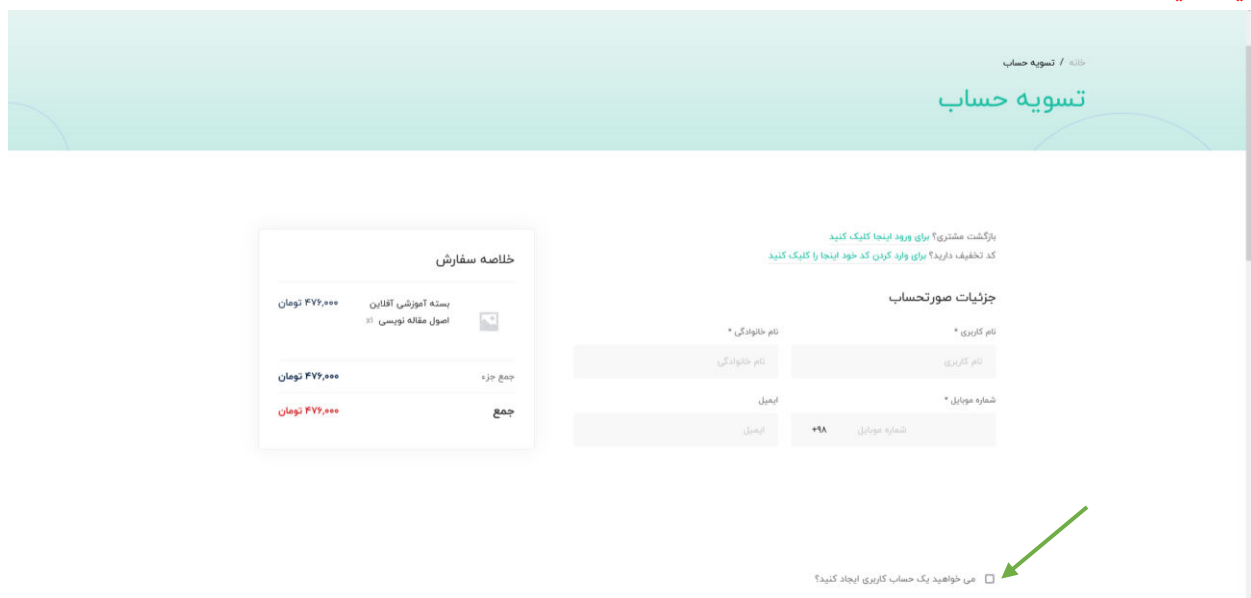 خانه / تسویه حساب
تسویه حساب
بازگشت مشتری؟ برای ورود اینجا کلیک کنید
کد تخفیف دارید؟ برای وارد کردن کد خود اینجا را کلیک کنید
جزئیات صورتحساب
نام کاربری *
نام خانوادگی *
نام کاربری
نام خانوادگی
شماره موبایل *
ایمیل
شماره موبایل
+۹۸
ایمیل
می خواهید یک حساب کاربری ایجاد کنید؟
خلاصه سفارش
بسته آموزشی آفلاین ۴۷۶,۰۰۰ تومان
اصول مقاله نویسی x۱
جمع جزء ۴۷۶,۰۰۰ تومان
جمع ۴۷۶,۰۰۰ تومان